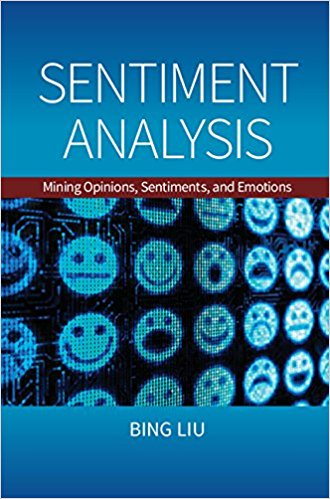 SENTIMENT
ANALYSIS
Mining Opinions, Sentiments, and Emotions
BING LIU